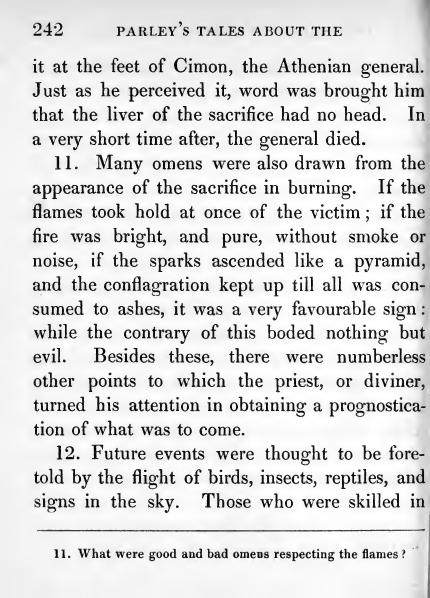 242 PARLEY'S TALES ABOUT THE
it at the feet of Cimon, the Athenian general.
Just as he perceived it, word was brought him
that the liver of the sacrifice had no head. In
a very short time after, the general died.
11. Many omens were also drawn from the
appearance of the sacrifice in burning. If the
flames took hold at once of the victim; if the
fire was bright, and pure, without smoke or
noise, if the sparks ascended like a pyramid,
and the conflagration kept up till all was con-
sumed to ashes, it was a very favourable sign:
while the contrary of this boded nothing but
evil. Besides these, there were numberless
other points to which the priest, or diviner,
turned his attention in obtaining a prognostica-
tion of what was to come.
12. Future events were thought to be fore-
told by the flight of birds, insects, reptiles, and
signs in the sky. Those who were skilled in
11. What were good and bad omens respecting the flames?